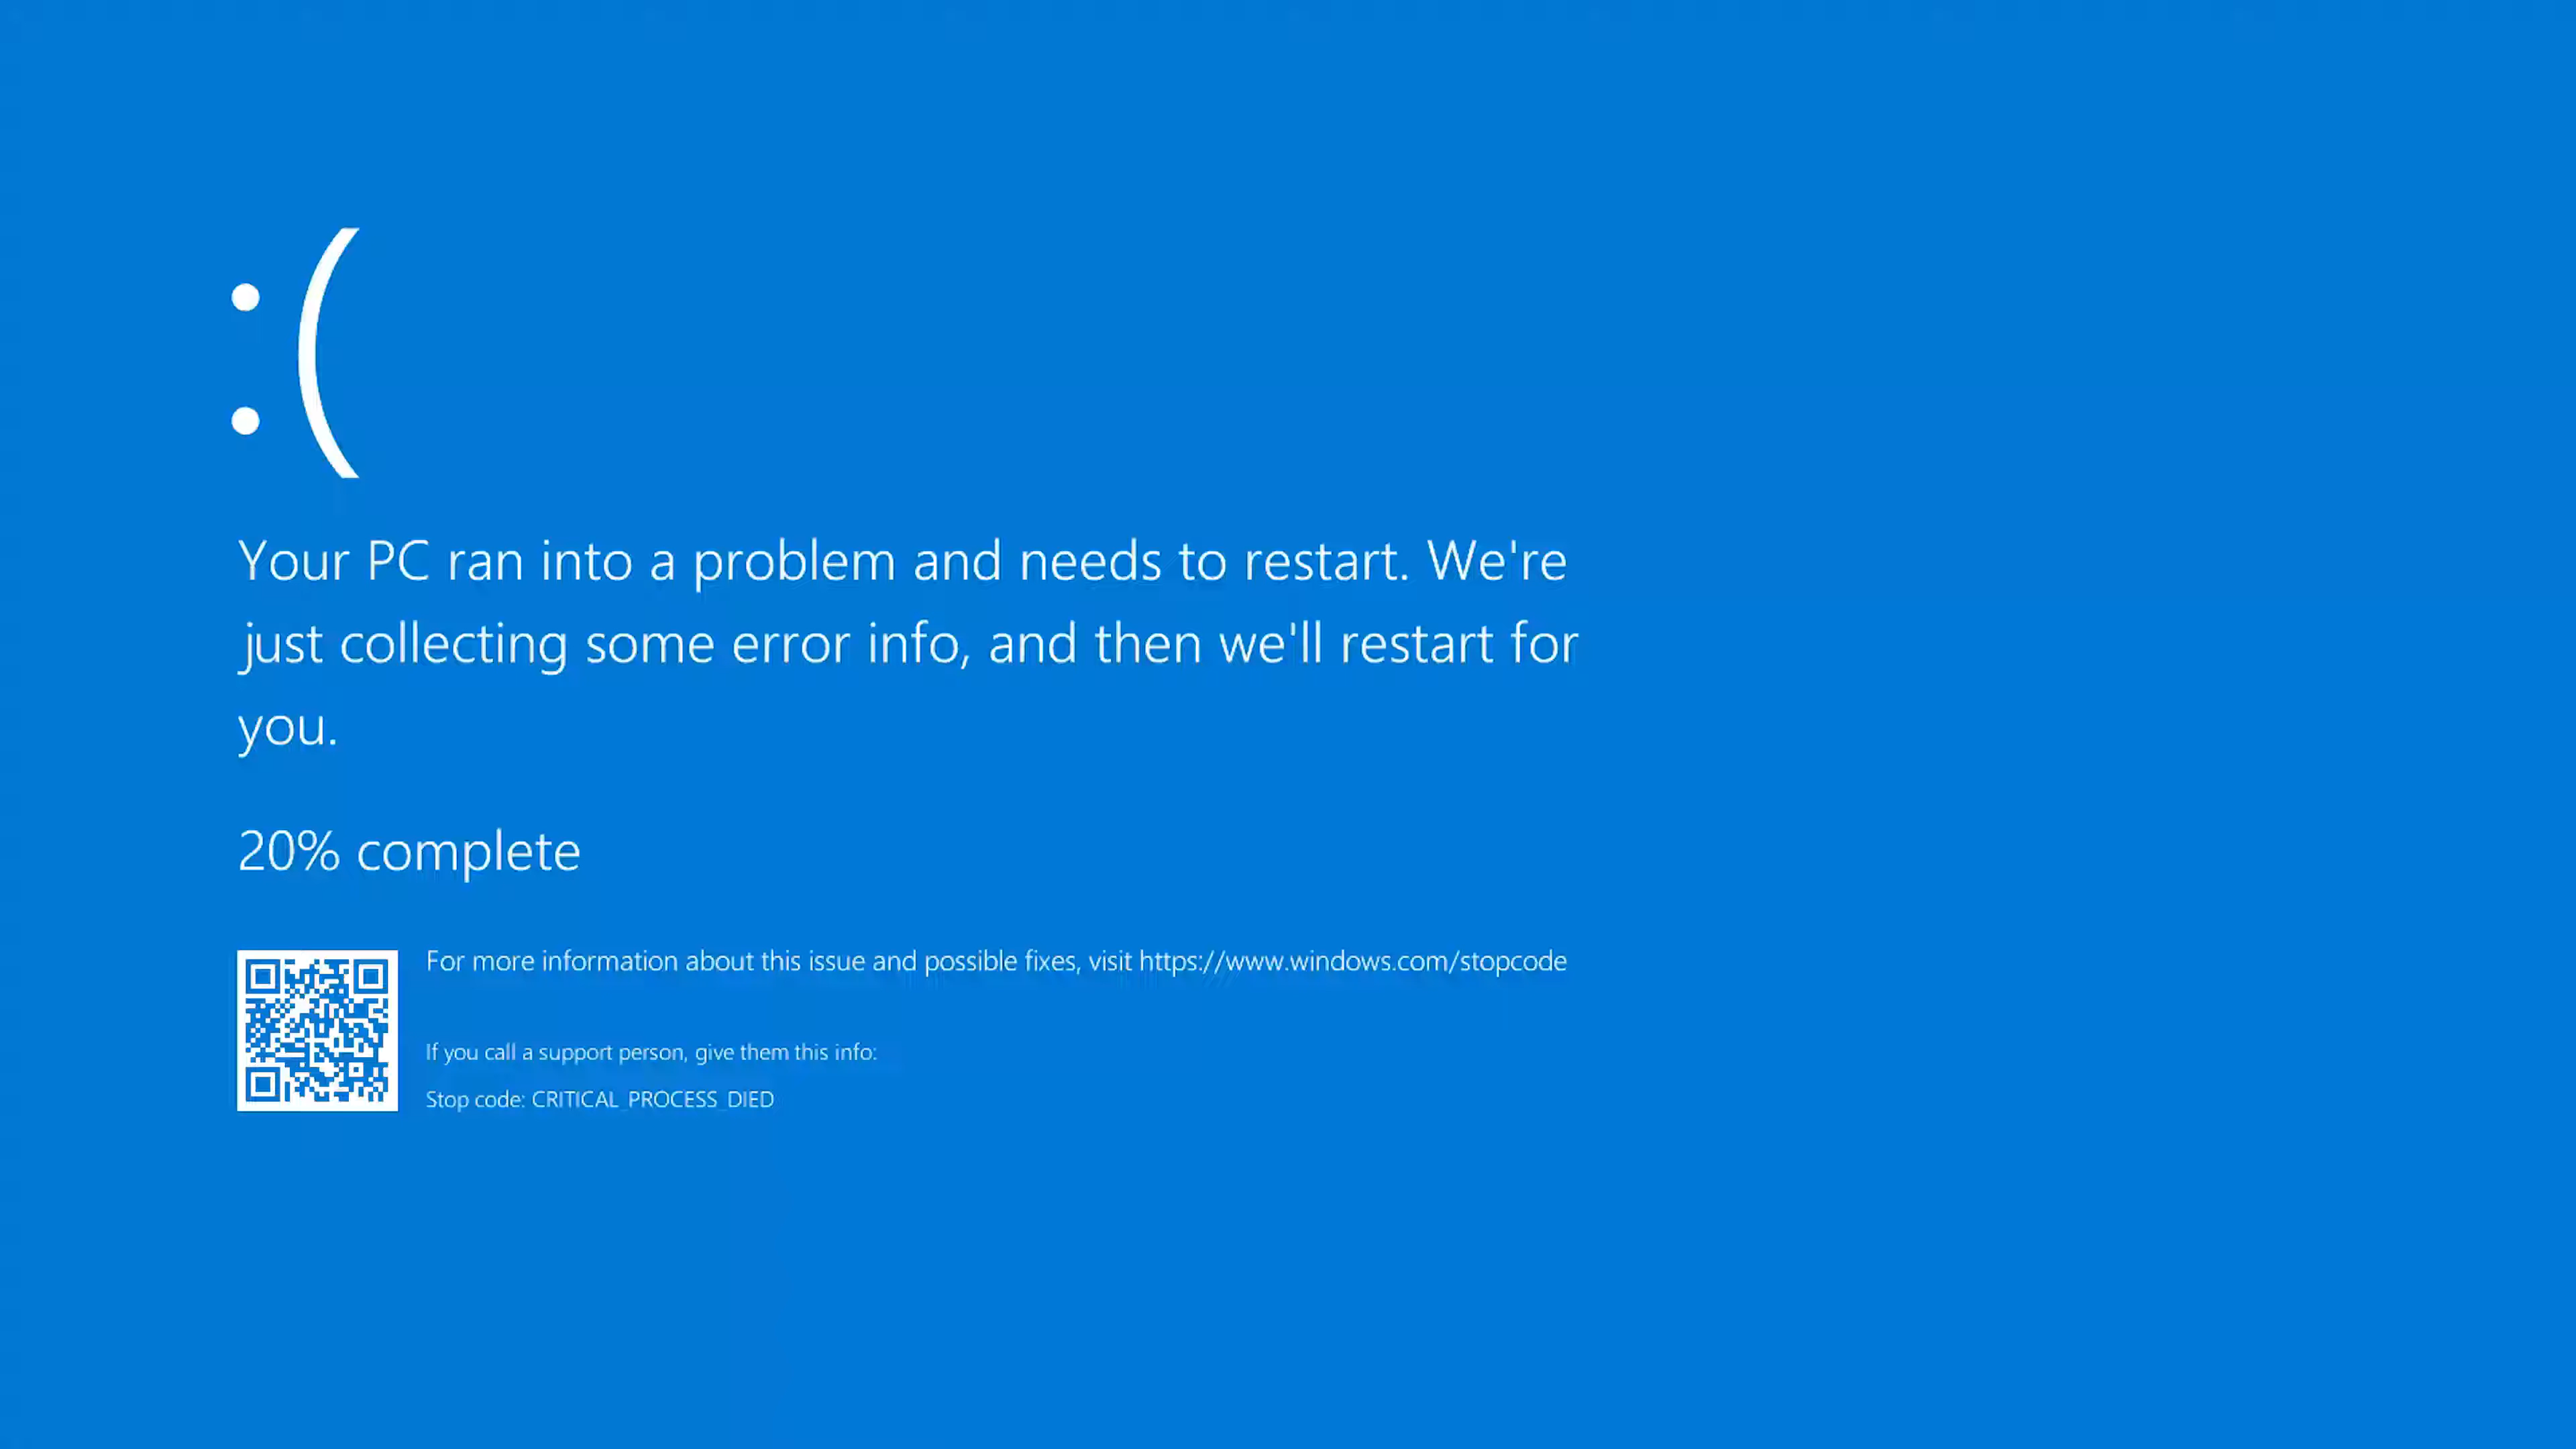 :(
Your PC ran into a problem and needs to restart. We're
just collecting some error info, and then we'll restart for
you.
20% complete
For more information about this issue and possible fixes, visit https://www.windows.com/stopcode
If you call a support person, give them this info:
Stop code: CRITICAL_PROCESS_DIED